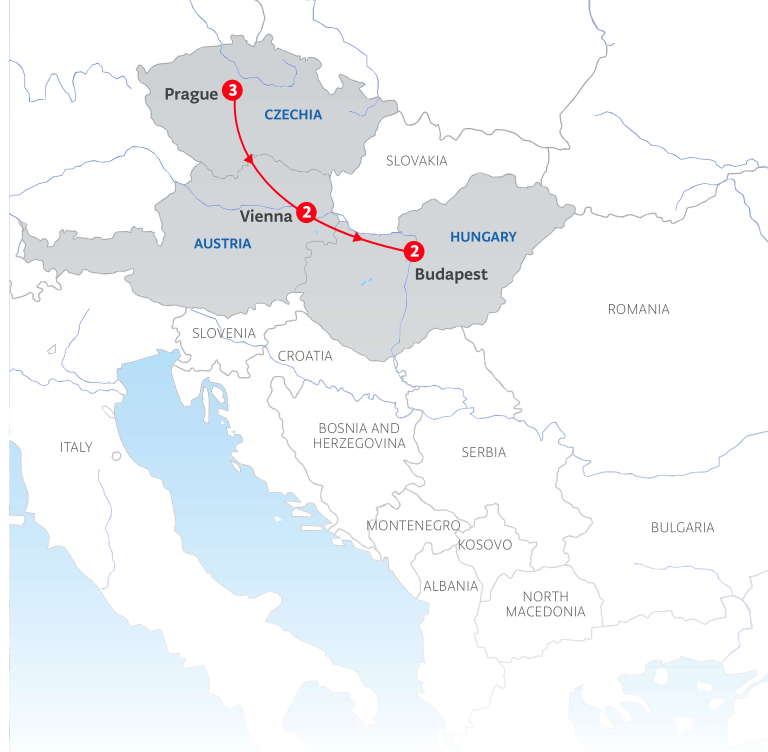 Prague 3
CZECHIA
SLOVAKIA
Vienna 2
AUSTRIA
HUNGARY
2
Budapest
ROMANIA
SLOVENIA
CROATIA
BOSNIA AND
HERZEGOVINA
ITALY
SERBIA
MONTENEGRO
BULGARIA
KOSOVO
ALBANIA
NORTH
MACEDONIA